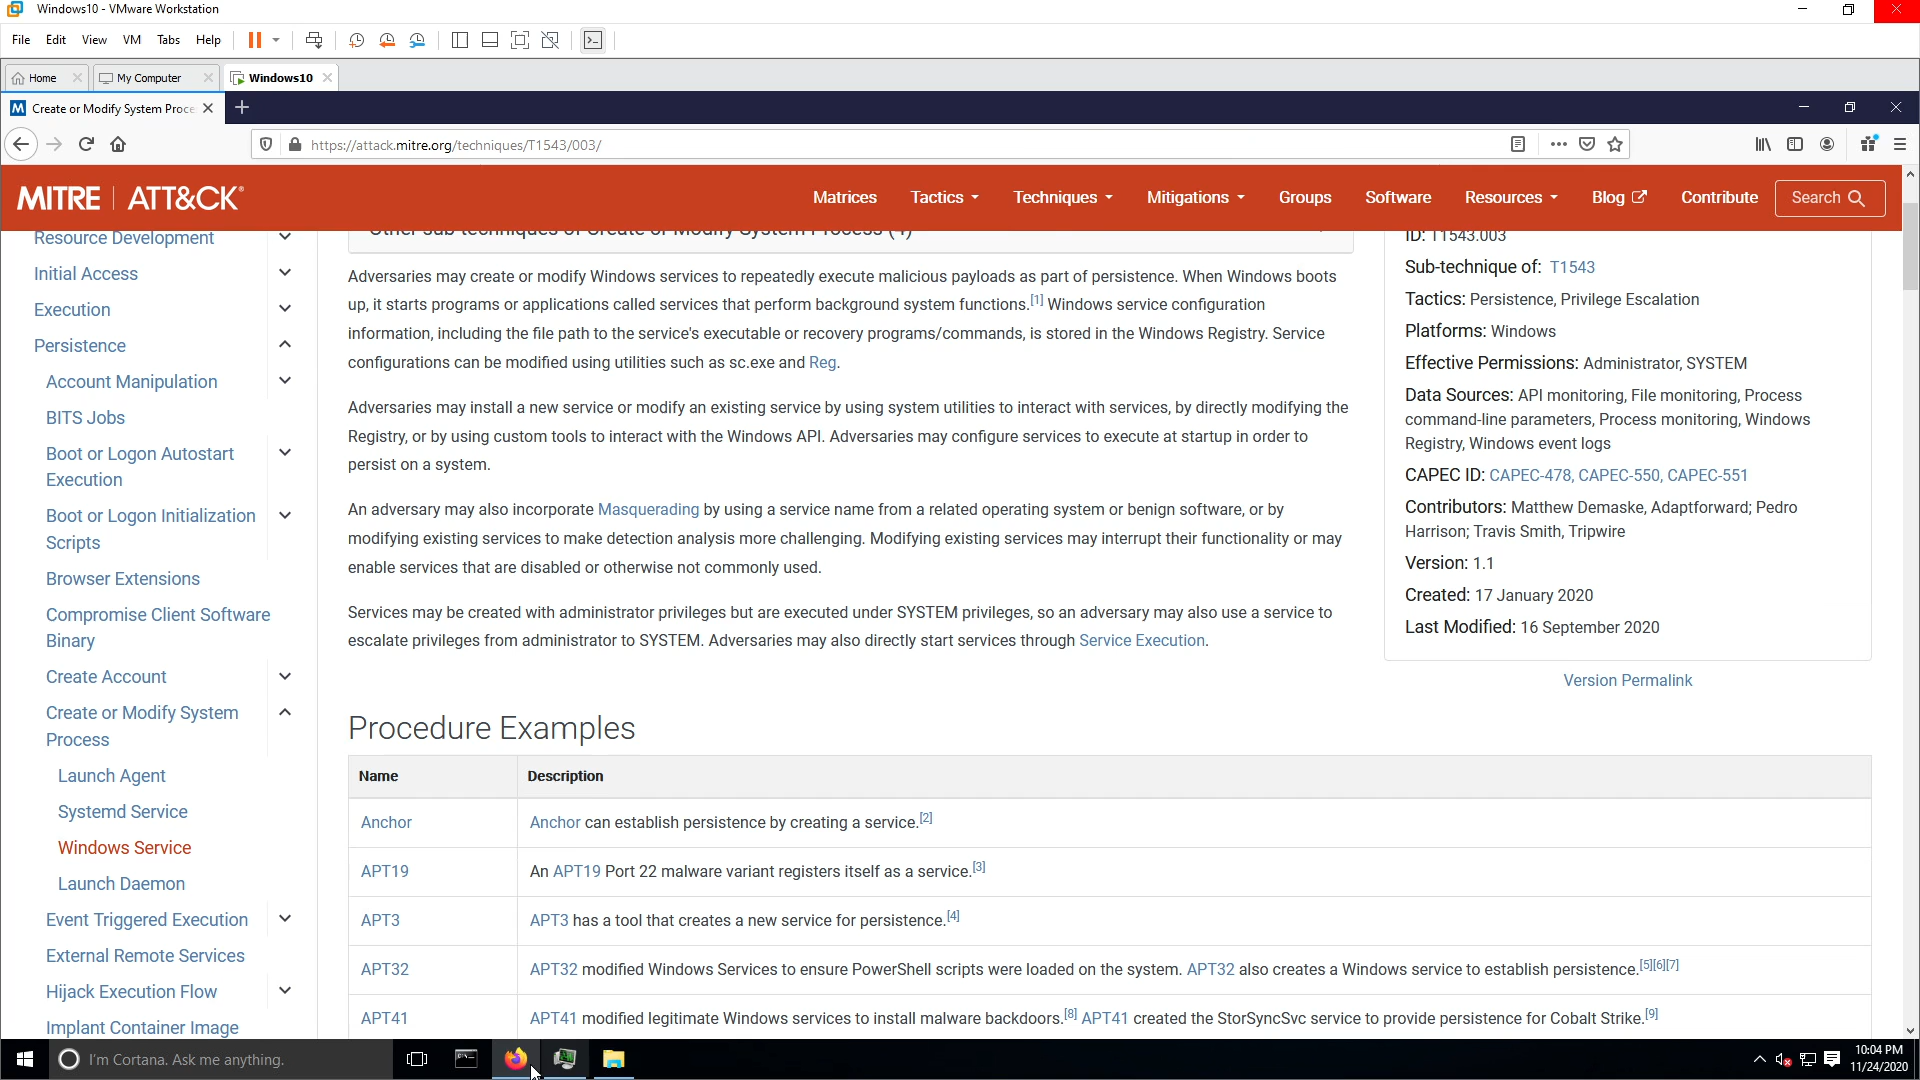 Windows10 - VMware Workstation
File Edit View VM Tabs Help
Home My Computer Windows10
Create or Modify System Proce
https://attack.mitre.org/techniques/T1543/003/
MITRE | ATT&CK®
Matrices Tactics Techniques Mitigations Groups Software Resources Blog Contribute Search
Resource Development
Initial Access
Execution
Persistence
Account Manipulation
BITS Jobs
Boot or Logon Autostart
Execution
Boot or Logon Initialization
Scripts
Browser Extensions
Compromise Client Software
Binary
Create Account
Create or Modify System
Process
Launch Agent
Systemd Service
Windows Service
Launch Daemon
Event Triggered Execution
External Remote Services
Hijack Execution Flow
Implant Container Image
Other sub-techniques of Create or Modify System Process (4)
Adversaries may create or modify Windows services to repeatedly execute malicious payloads as part of persistence. When Windows boots
up, it starts programs or applications called services that perform background system functions.[1] Windows service configuration
information, including the file path to the service's executable or recovery programs/commands, is stored in the Windows Registry. Service
configurations can be modified using utilities such as sc.exe and Reg.
Adversaries may install a new service or modify an existing service by using system utilities to interact with services, by directly modifying the
Registry, or by using custom tools to interact with the Windows API. Adversaries may configure services to execute at startup in order to
persist on a system.
An adversary may also incorporate Masquerading by using a service name from a related operating system or benign software, or by
modifying existing services to make detection analysis more challenging. Modifying existing services may interrupt their functionality or may
enable services that are disabled or otherwise not commonly used.
Services may be created with administrator privileges but are executed under SYSTEM privileges, so an adversary may also use a service to
escalate privileges from administrator to SYSTEM. Adversaries may also directly start services through Service Execution.
ID: T1543.003
Sub-technique of: T1543
Tactics: Persistence, Privilege Escalation
Platforms: Windows
Effective Permissions: Administrator, SYSTEM
Data Sources: API monitoring, File monitoring, Process
command-line parameters, Process monitoring, Windows
Registry, Windows event logs
CAPEC ID: CAPEC-478, CAPEC-550, CAPEC-551
Contributors: Matthew Demaske, Adaptforward; Pedro
Harrison; Travis Smith, Tripwire
Version: 1.1
Created: 17 January 2020
Last Modified: 16 September 2020
Version Permalink
Procedure Examples
Name Description
Anchor Anchor can establish persistence by creating a service.[2]
APT19 An APT19 Port 22 malware variant registers itself as a service.[3]
APT3 APT3 has a tool that creates a new service for persistence.[4]
APT32 APT32 modified Windows Services to ensure PowerShell scripts were loaded on the system. APT32 also creates a Windows service to establish persistence.[5][6][7]
APT41 APT41 modified legitimate Windows services to install malware backdoors.[8] APT41 created the StorSyncSvc service to provide persistence for Cobalt Strike.[9]
I'm Cortana. Ask me anything.
10:04 PM
11/24/2020